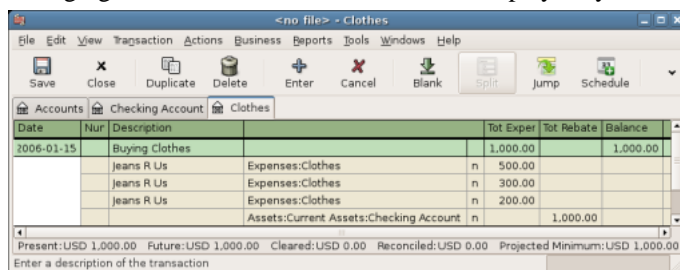 <no file> - Clothes
File Edit View Transaction Actions Business Reports Tools Windows Help
Save Close Duplicate Delete Enter Cancel Blank Split Jump Schedule
Accounts Checking Account Clothes
Date Nur Description Tot Exper Tot Rebate Balance
2006-01-15 Buying Clothes 1,000.00 1,000.00
Jeans R Us Expenses:Clothes n 500.00
Jeans R Us Expenses:Clothes n 300.00
Jeans R Us Expenses:Clothes n 200.00
Assets:Current Assets:Checking Account n 1,000.00
Present:USD 1,000.00 Future:USD 1,000.00 Cleared:USD 0.00 Reconciled:USD 0.00 Projected Minimum:USD 1,000.00
Enter a description of the transaction